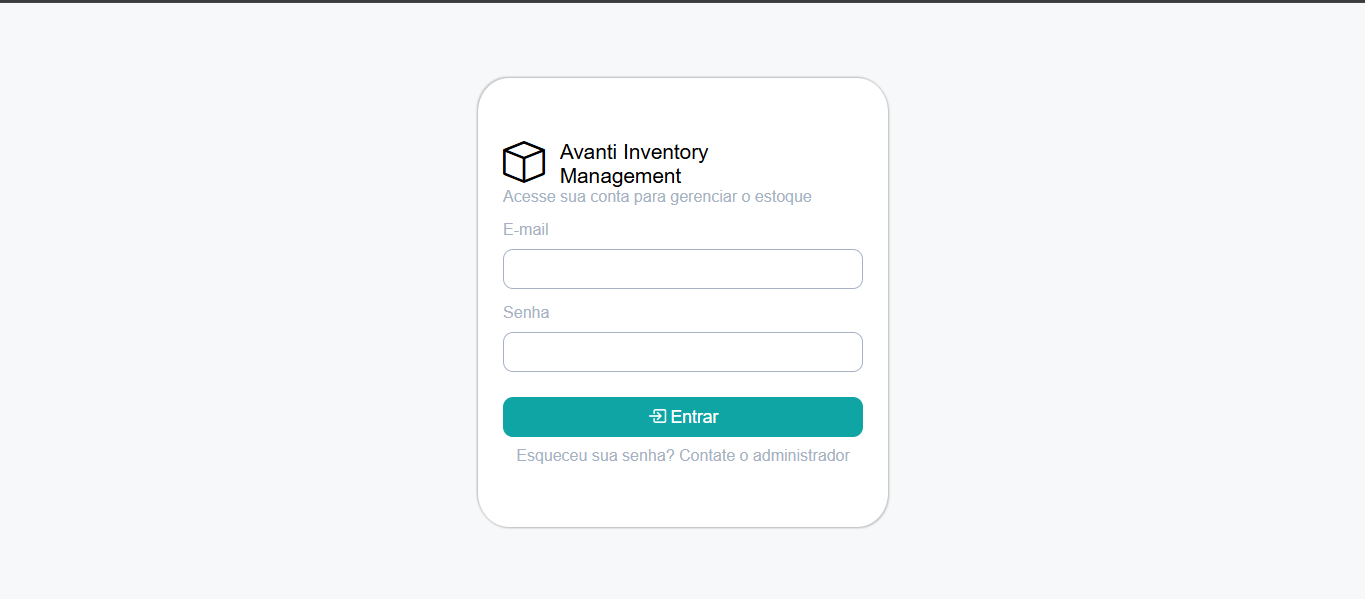 Avanti Inventory
Management
Acesse sua conta para gerenciar o estoque
E-mail
Senha
Entrar
Esqueceu sua senha? Contate o administrador